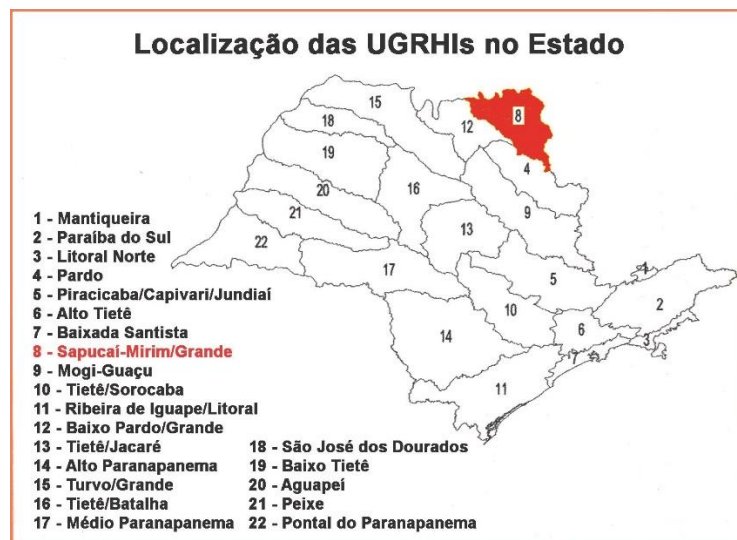 Localização das UGRHIs no Estado
15
8
18
12
19
4
16
20
9
21
13
22
17
5
1
2
10
6
3
14
7
11
1 - Mantiqueira
2 - Paraíba do Sul
3 - Litoral Norte
4 - Pardo
5 - Piracicaba/Capivari/Jundiaí
6 - Alto Tietê
7 - Baixada Santista
8 - Sapucaí-Mirim/Grande
9 - Mogi-Guaçu
10 - Tietê/Sorocaba
11 - Ribeira de Iguape/Litoral
12 - Baixo Pardo/Grande
13 - Tietê/Jacaré
14 - Alto Paranapanema
15 - Turvo/Grande
16 - Tietê/Batalha
17 - Médio Paranapanema
18 - São José dos Dourados
19 - Baixo Tietê
20 - Aguapeí
21 - Peixe
22 - Pontal do Paranapanema